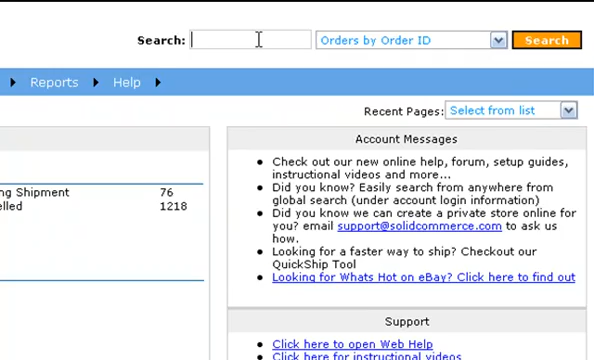 Search: Orders by Order ID Search
Reports Help
Recent Pages: Select from list
Account Messages
ng Shipment 76
elled 1218
Check out our new online help, forum, setup guides,
instructional videos and more...
Did you know? Easily search from anywhere from
global search (under account login information)
Did you know we can create a private store online for
you? email support@solidcommerce.com to ask us
how.
Looking for a faster way to ship? Checkout our
QuickShip Tool
Looking for Whats Hot on eBay? Click here to find out
Support
Click here to open Web Help
Click here for instructional videos